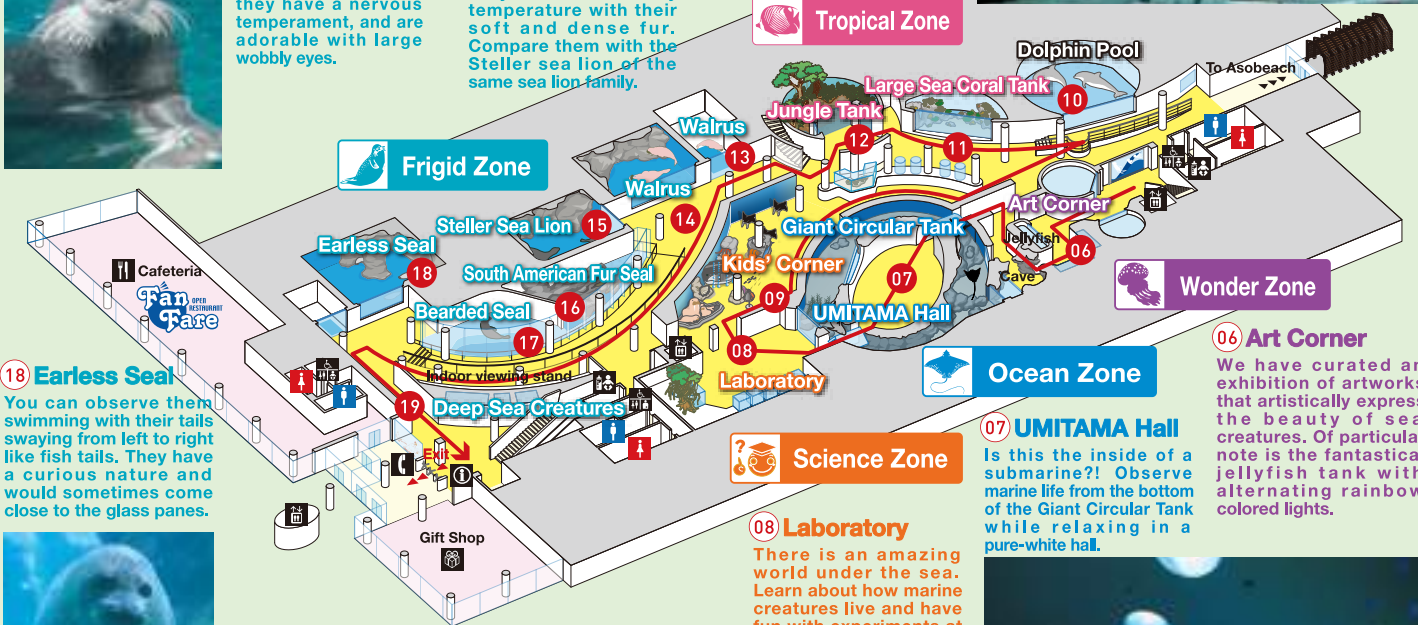 they have a nervous
temperament, and are
adorable with large
wobbly eyes.
temperature with their
soft and dense fur.
Compare them with the
Steller sea lion of the
same sea lion family.
Tropical Zone
Dolphin Pool
10
To Asobeach
Large Sea Coral Tank
11
Jungle Tank
12
Walrus
13
Frigid Zone
Walrus
14
Steller Sea Lion
15
Earless Seal
18
South American Fur Seal
16
Bearded Seal
17
Giant Circular Tank
Kids' Corner
09
07
UMITAMA Hall
08
Laboratory
Art Corner
Jellyfish
06
Cave
Cafeteria
Fan
Fare
OPEN
RESTAURANT
Indoor viewing stand
19
Deep Sea Creatures
Exit
Gift Shop
Wonder Zone
Ocean Zone
Science Zone
18 Earless Seal
You can observe them
swimming with their tails
swaying from left to right
like fish tails. They have
a curious nature and
would sometimes come
close to the glass panes.
08 Laboratory
There is an amazing
world under the sea.
Learn about how marine
creatures live and have
fun with experiments at
07 UMITAMA Hall
Is this the inside of a
submarine?! Observe
marine life from the bottom
of the Giant Circular Tank
while relaxing in a
pure-white hall.
06 Art Corner
We have curated an
exhibition of artworks
that artistically express
the beauty of sea
creatures. Of particular
note is the fantastical
jellyfish tank with
alternating rainbow
colored lights.